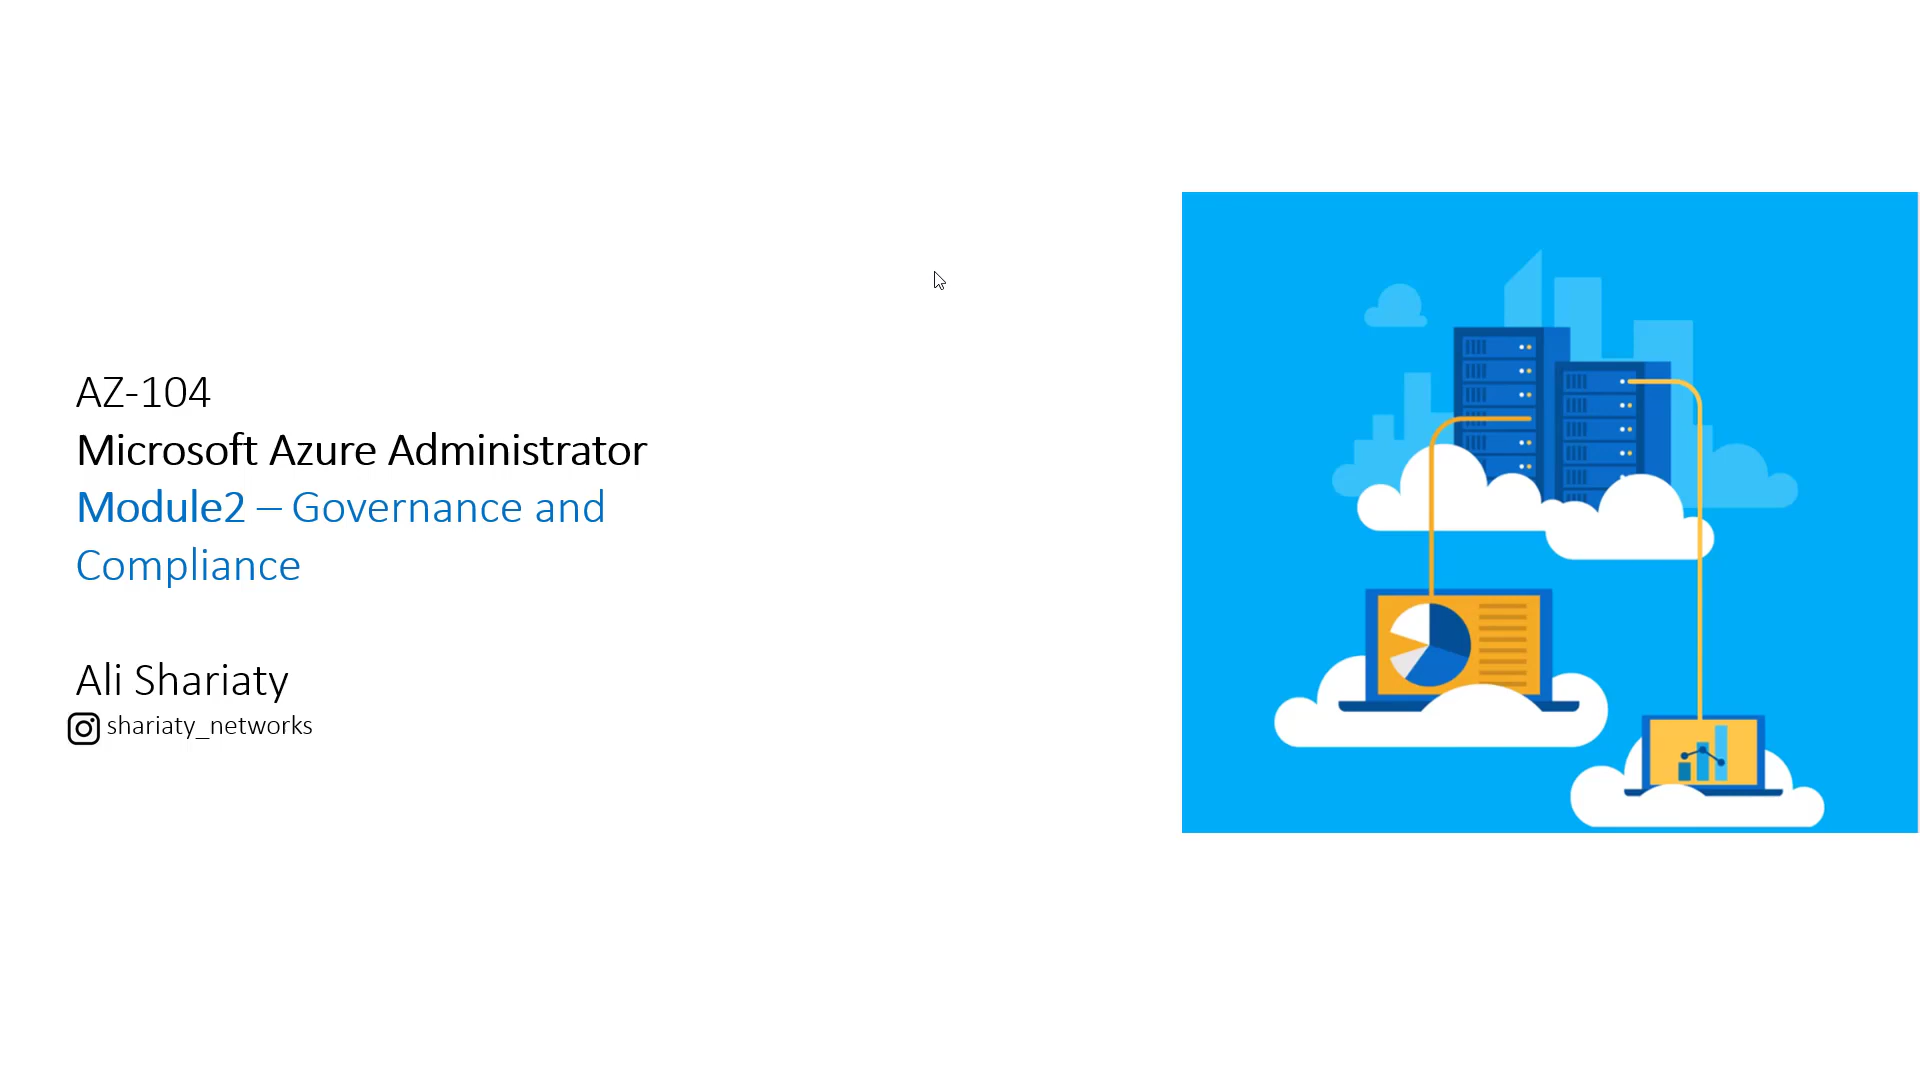 AZ-104
Microsoft Azure Administrator
Module2 – Governance and
Compliance
Ali Shariaty
shariaty_networks